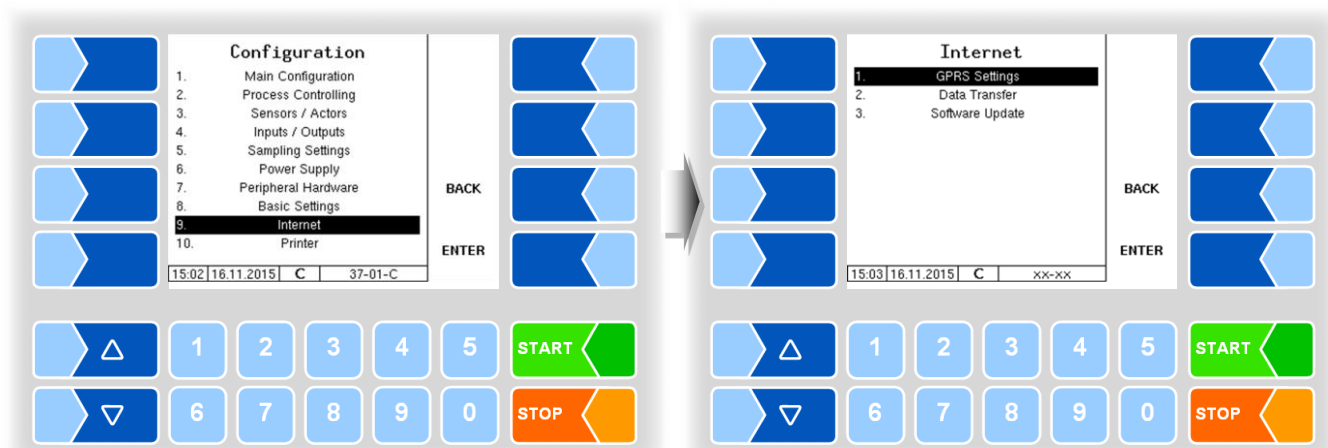 Configuration
1. Main Configuration
2. Process Controlling
3. Sensors / Actors
4. Inputs / Outputs
5. Sampling Settings
6. Power Supply
7. Peripheral Hardware
8. Basic Settings
9. Internet
10. Printer
BACK
ENTER
15:02 16.11.2015 C 37-01-C
1 2 3 4 5 START
6 7 8 9 0 STOP
Internet
1. GPRS Settings
2. Data Transfer
3. Software Update
BACK
ENTER
15:03 16.11.2015 C xx-xx
1 2 3 4 5 START
6 7 8 9 0 STOP